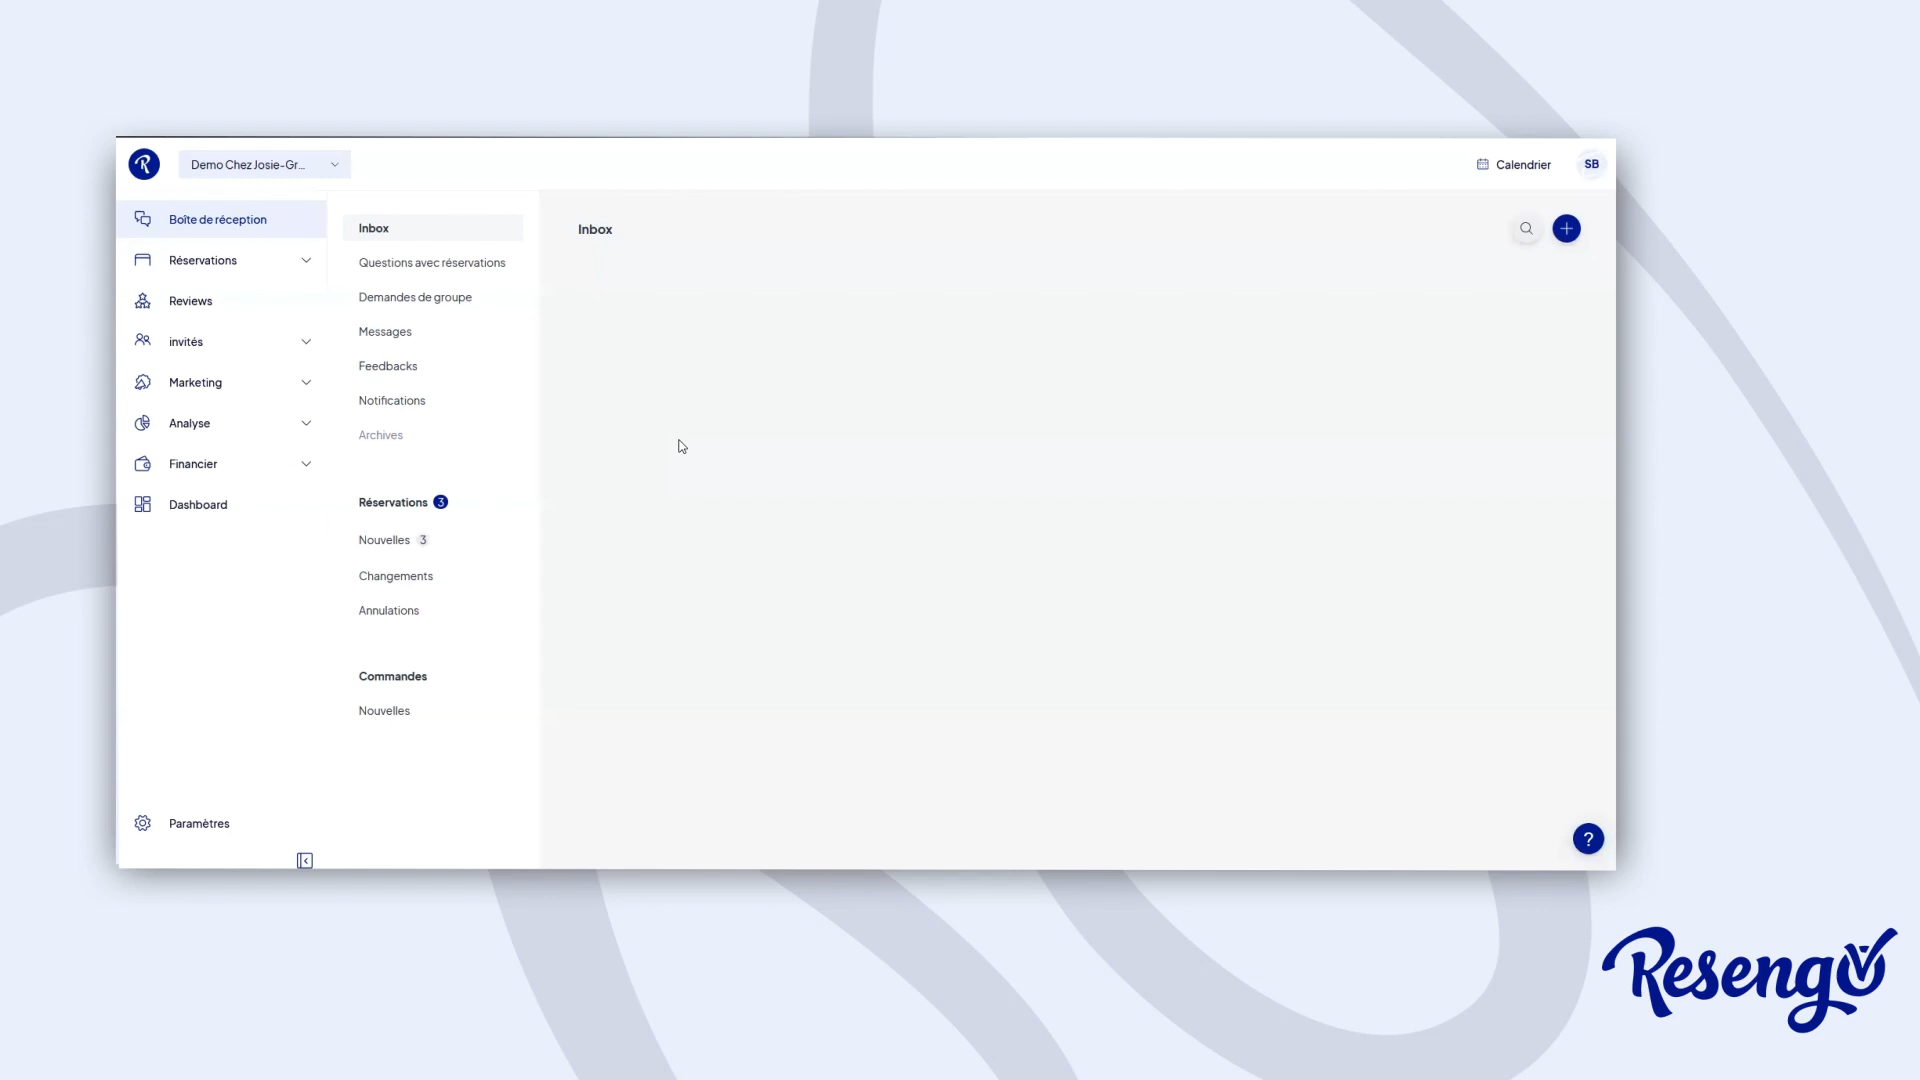 Demo Chez Josie-Gr...
Calendrier
SB
Boîte de réception
Réservations
Reviews
invités
Marketing
Analyse
Financier
Dashboard
Paramètres
Inbox
Questions avec réservations
Demandes de groupe
Messages
Feedbacks
Notifications
Archives
Réservations 3
Nouvelles 3
Changements
Annulations
Commandes
Nouvelles
Inbox
?
Resengo